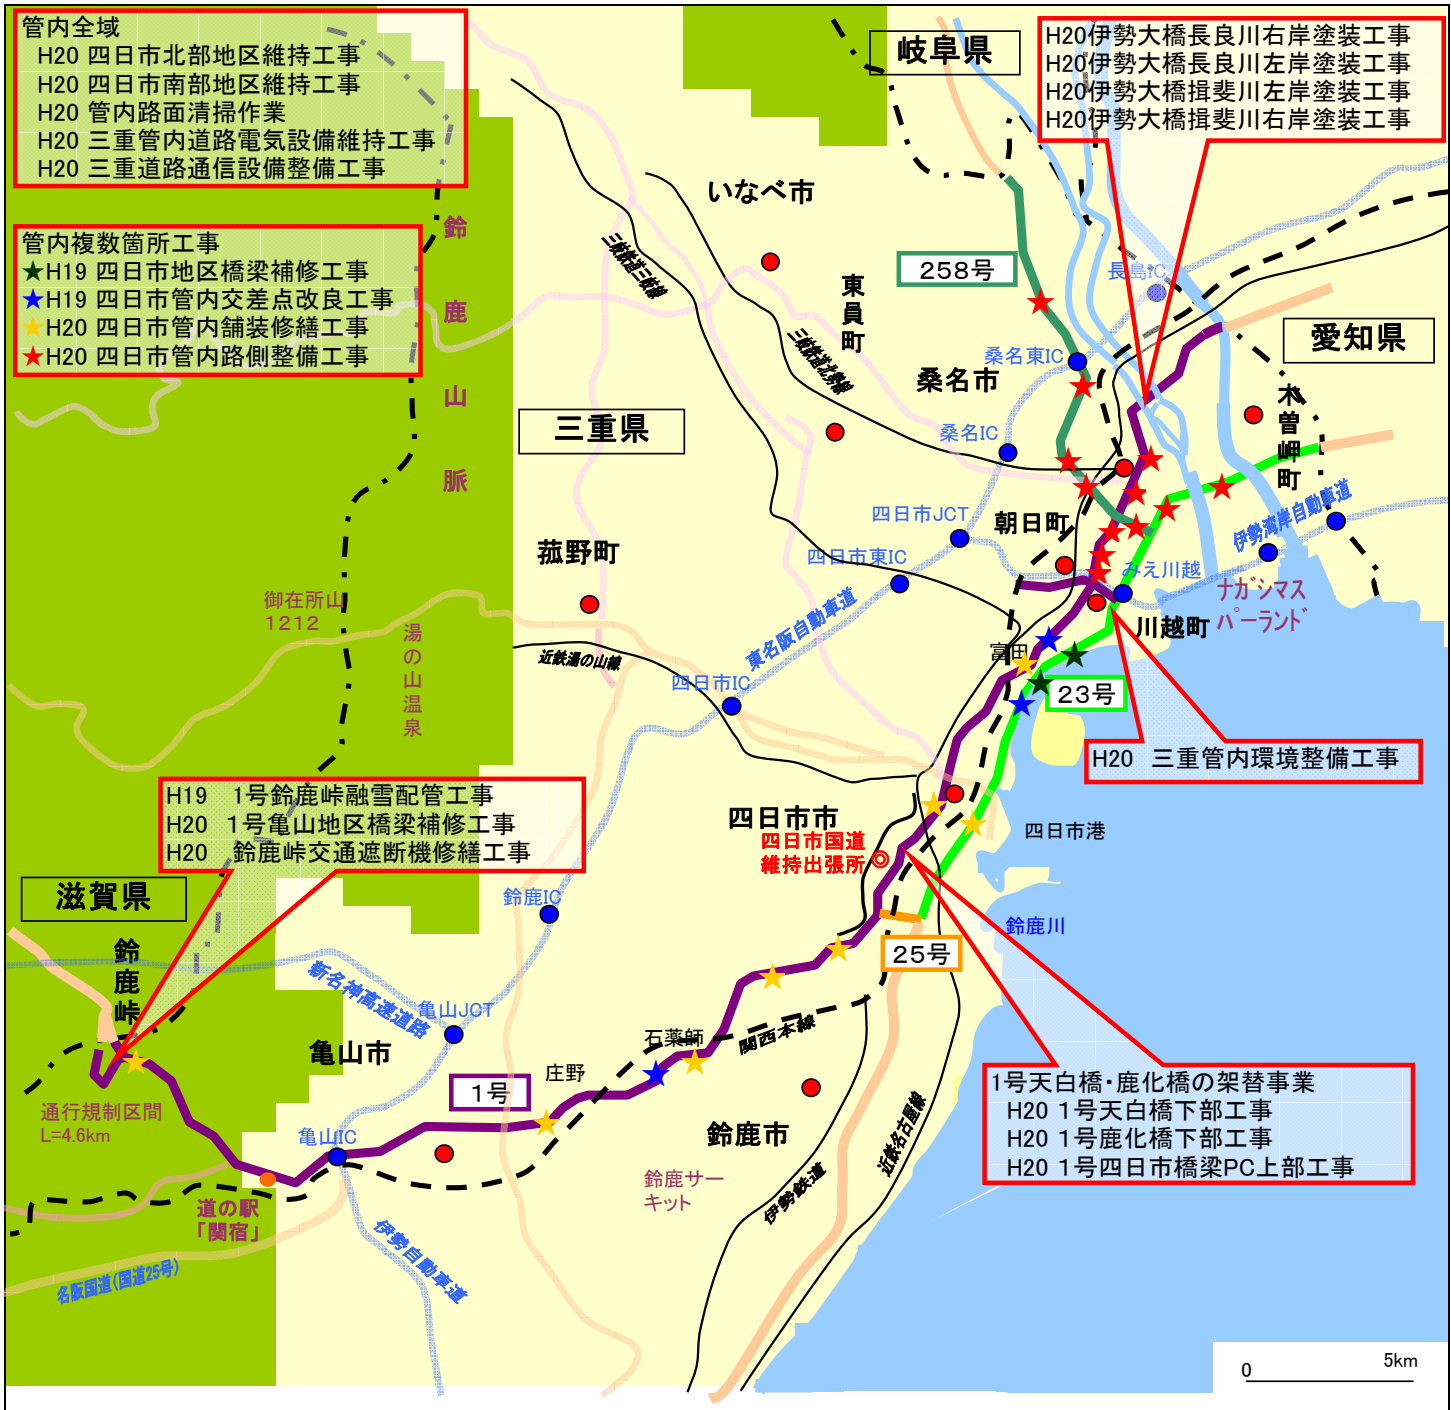 管内全域
H20 四日市北部地区維持工事
H20 四日市南部地区維持工事
H20 管内路面清掃作業
H20 三重管内道路電気設備維持工事
H20 三重道路通信設備整備工事
管内複数箇所工事
★H19 四日市地区橋梁補修工事
★H19 四日市管内交差点改良工事
★H20 四日市管内舗装修繕工事
★H20 四日市管内路側整備工事
岐阜県
H20伊勢大橋長良川右岸塗装工事
H20伊勢大橋長良川左岸塗装工事
H20伊勢大橋揖斐川左岸塗装工事
H20伊勢大橋揖斐川右岸塗装工事
いなべ市
鈴鹿山脈
三岐鉄道三岐線
258号
長島IC
東員町
三岐鉄道北勢線
桑名東IC
愛知県
桑名市
木曽岬町
三重県
桑名IC
四日市JCT
朝日町
伊勢湾岸自動車道
菰野町
四日市東IC
みえ川越
ナガシマス
パーランド
御在所山
1212
湯の山温泉
東名阪自動車道
川越町
近鉄湯の山線
富田
四日市IC
23号
H20 三重管内環境整備工事
H19 1号鈴鹿峠融雪配管工事
H20 1号亀山地区橋梁補修工事
H20 鈴鹿峠交通遮断機修繕工事
四日市市
四日市国道
維持出張所
四日市港
滋賀県
鈴鹿IC
鈴鹿川
鈴鹿峠
25号
新名神高速道路
亀山JCT
石薬師
関西本線
亀山市
庄野
1号
1号天白橋・鹿化橋の架替事業
H20 1号天白橋下部工事
H20 1号鹿化橋下部工事
H20 1号四日市橋梁PC上部工事
通行規制区間
L=4.6km
亀山IC
鈴鹿市
近鉄名古屋線
鈴鹿サー
キット
伊勢鉄道
道の駅
「関宿」
伊勢自動車道
名阪国道(国道25号)
0 5km